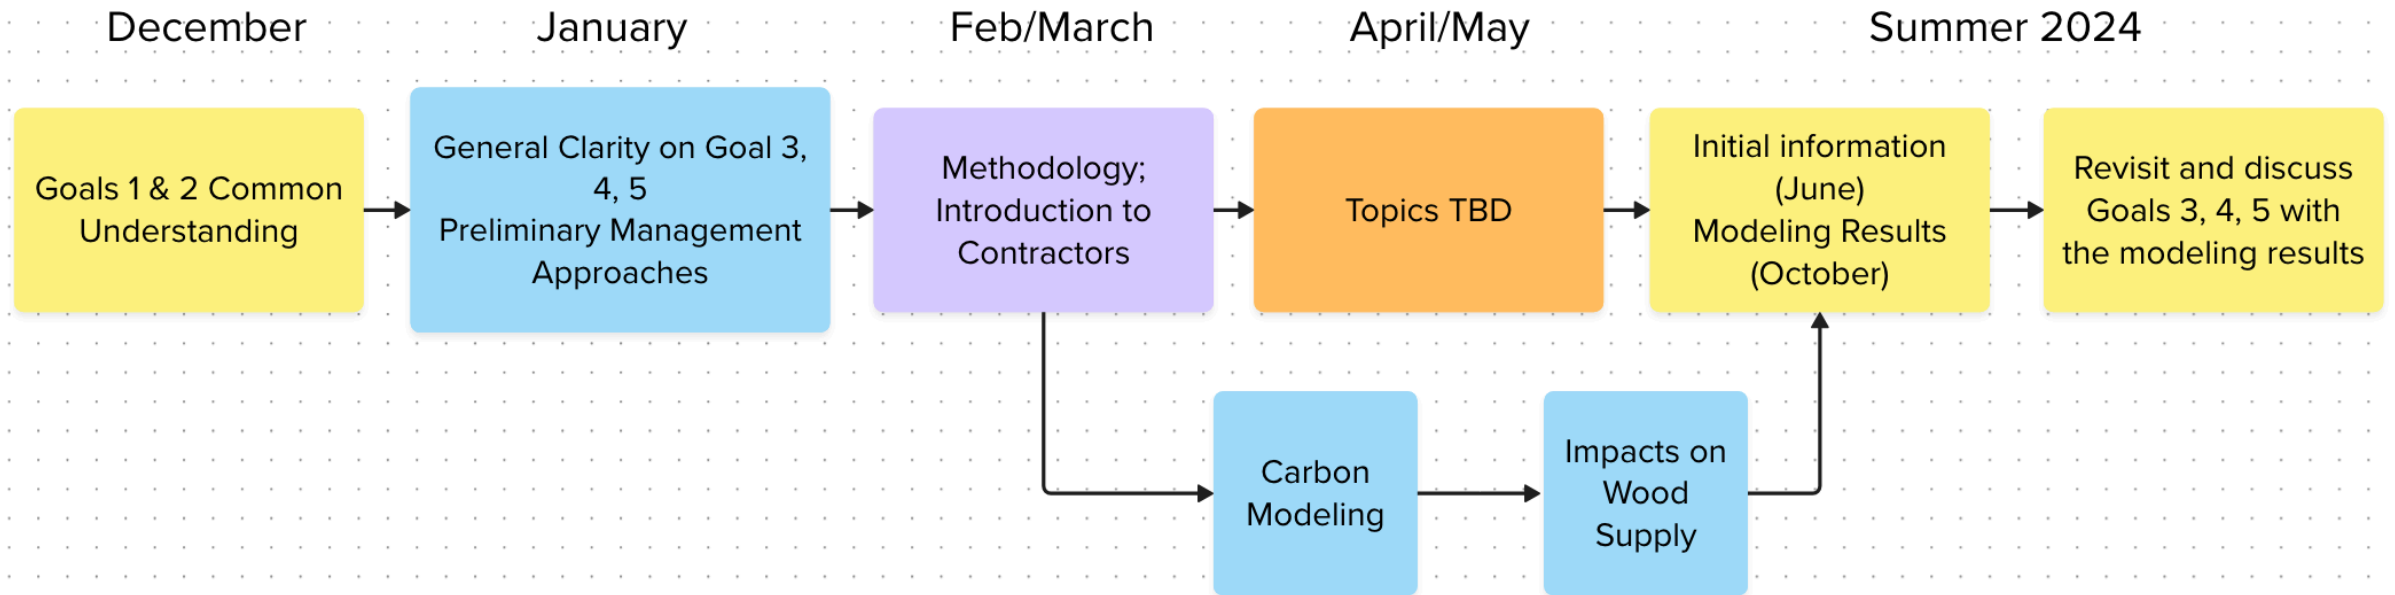 December
January
Feb/March
April/May
Summer 2024
Goals 1 & 2 Common
Understanding
General Clarity on Goal 3,
4, 5
Preliminary Management
Approaches
Methodology;
Introduction to
Contractors
Topics TBD
Initial information
(June)
Modeling Results
(October)
Revisit and discuss
Goals 3, 4, 5 with
the modeling results
Carbon
Modeling
Impacts on
Wood
Supply